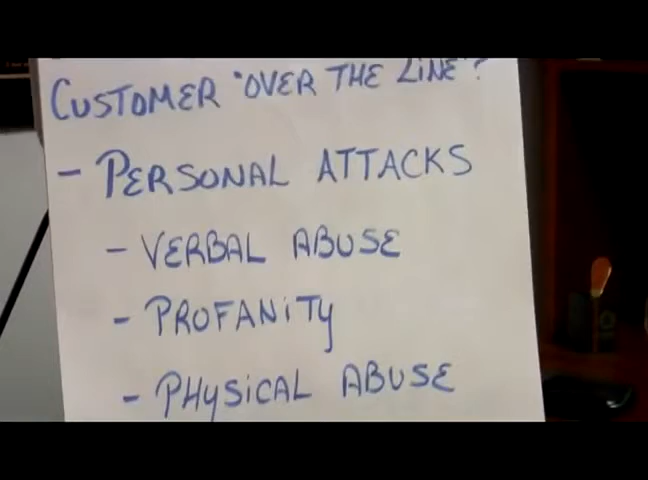 CUSTOMER "OVER THE LINE"?
- PERSONAL ATTACKS
- VERBAL ABUSE
- PROFANITY
- PHYSICAL ABUSE